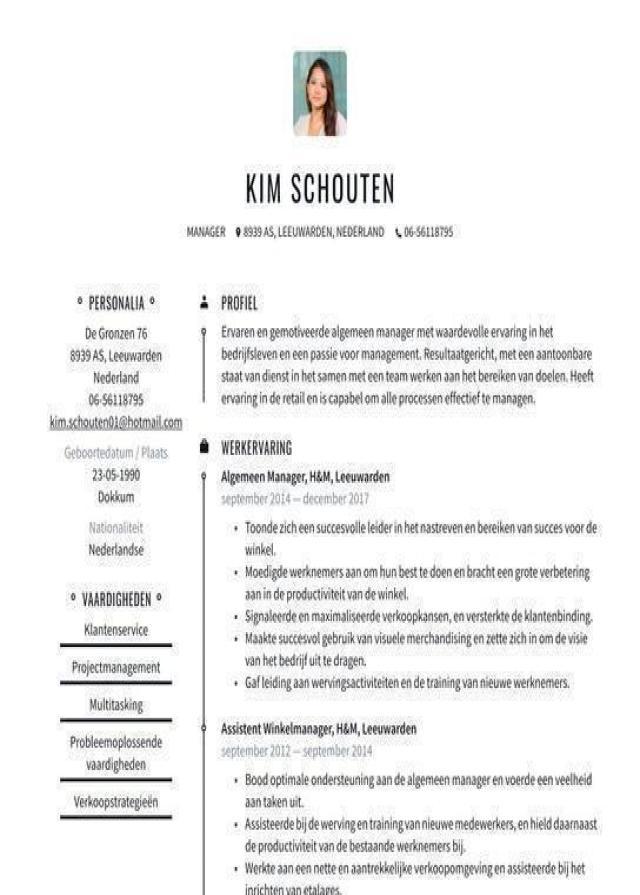 KIM SCHOUTEN
MANAGER 8939 AS, LEEUWARDEN, NEDERLAND 06-56118795
PERSONALIA
De Gronzen 76
8939 AS, Leeuwarden
Nederland
06-56118795
kim.schouten01@hotmail.com
Geboortedatum / Plaats
23-05-1990
Dokkum
Nationaliteit
Nederlandse
VAARDIGHEDEN
Klantenservice
Projectmanagement
Multitasking
Probleemoplossende
vaardigheden
Verkoopstrategieën
PROFIEL
Ervaren en gemotiveerde algemeen manager met waardevolle ervaring in het
bedrijfsleven en een passie voor management. Resultaatgericht, met een aantoonbare
staat van dienst in het samen met een team werken aan het bereiken van doelen. Heeft
ervaring in de retail en is capabel om alle processen effectief te managen.
WERKERVARING
Algemeen Manager, H&M, Leeuwarden
september 2014 — december 2017
• Toonde zich een succesvolle leider in het nastreven en bereiken van succes voor de
winkel.
• Moedigde werknemers aan om hun best te doen en bracht een grote verbetering
aan in de productiviteit van de winkel.
• Signaleerde en maximaliseerde verkoopkansen, en versterkte de klantenbinding.
• Maakte succesvol gebruik van visuele merchandising en zette zich in om de visie
van het bedrijf uit te dragen.
• Gaf leiding aan wervingsactiviteiten en de training van nieuwe werknemers.
Assistent Winkelmanager, H&M, Leeuwarden
september 2012 — september 2014
• Bood optimale ondersteuning aan de algemeen manager en voerde een veelheid
aan taken uit.
• Assisteerde bij de werving en training van nieuwe medewerkers, en hield daarnaast
de productiviteit van de bestaande werknemers bij.
• Werkte aan een nette en aantrekkelijke verkoopomgeving en assisteerde bij het
inrichten van etalages.